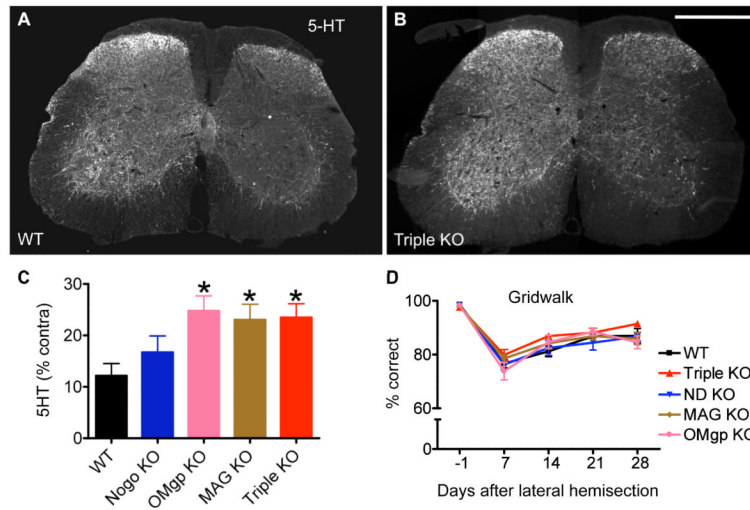 A
5-HT
WT
B
Triple KO
C
5HT (% contra)
30
20
10
0
*
*
*
WT
Nogo KO
OMgp KO
MAG KO
Triple KO
D
Gridwalk
% correct
100
80
60
0
-1
7
14
21
28
Days after lateral hemisection
WT
Triple KO
ND KO
MAG KO
OMgp KO